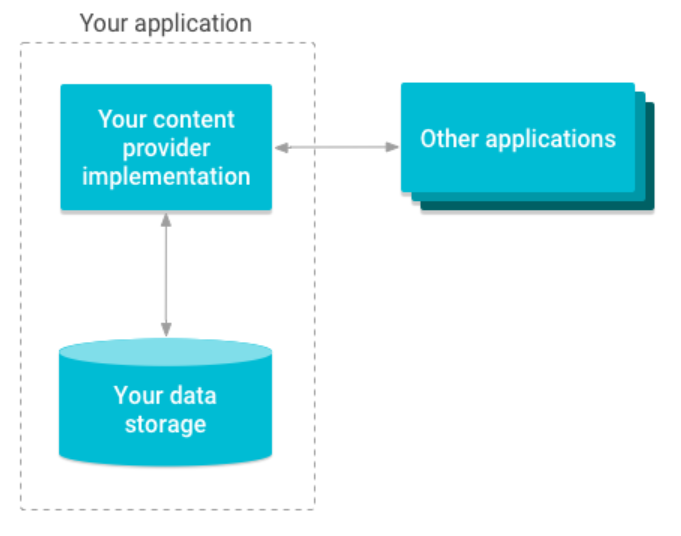 Your application
Your content
provider
implementation
Other applications
Your data
storage